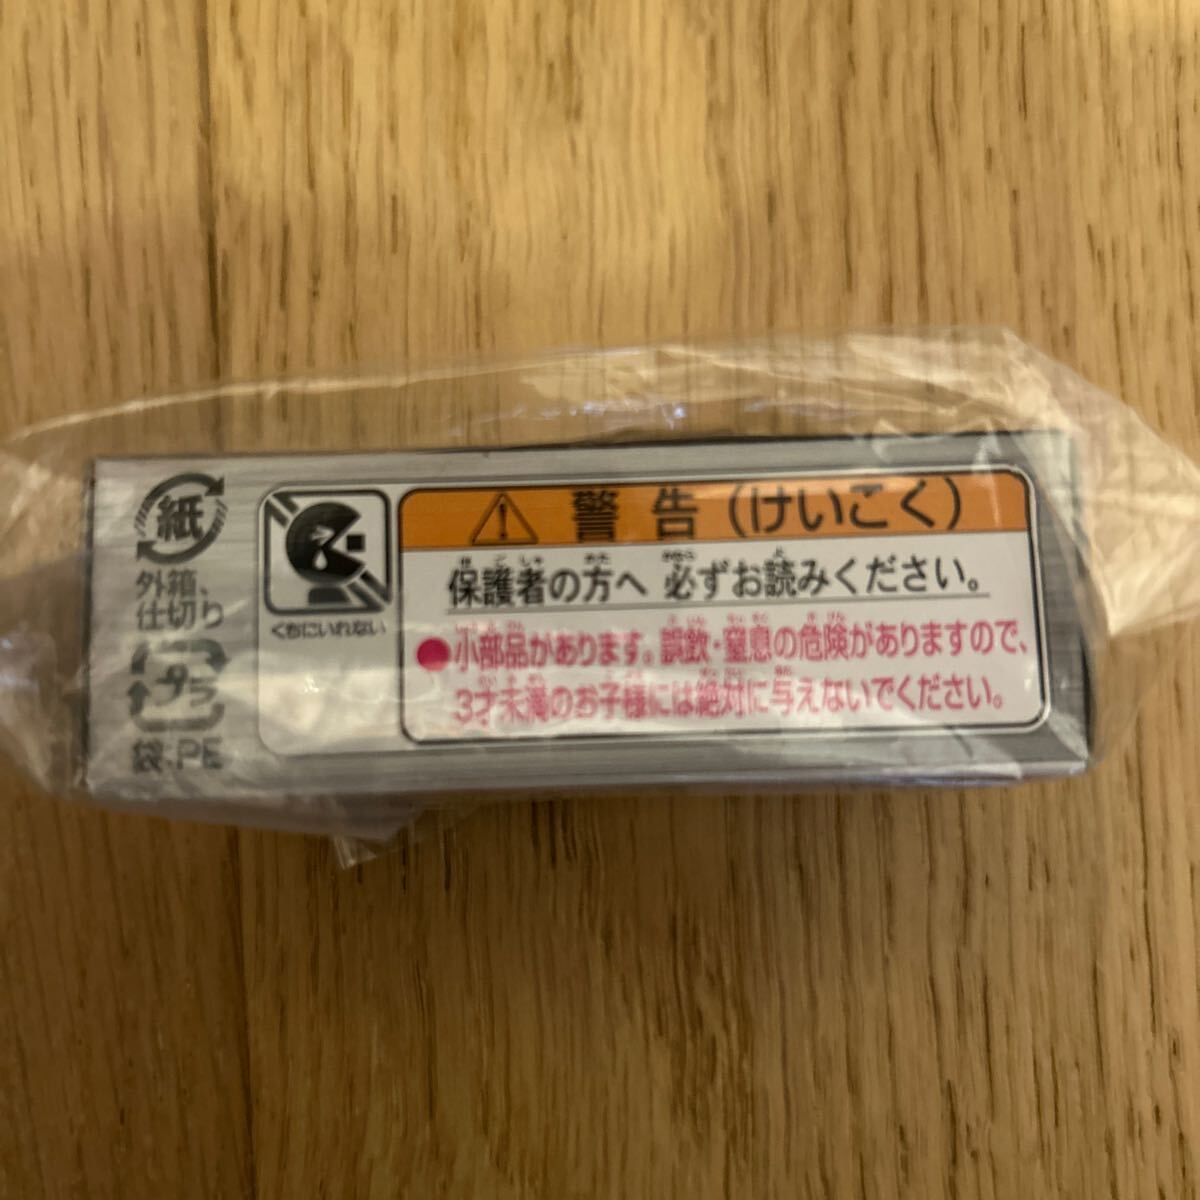 紙
外箱、
仕切り
プラ
袋:PE
くちにいれない
警告（けいこく）
保護者の方へ 必ずお読みください。
●小部品があります。誤飲・窒息の危険がありますので、
3才未満のお子様には絶対に与えないでください。